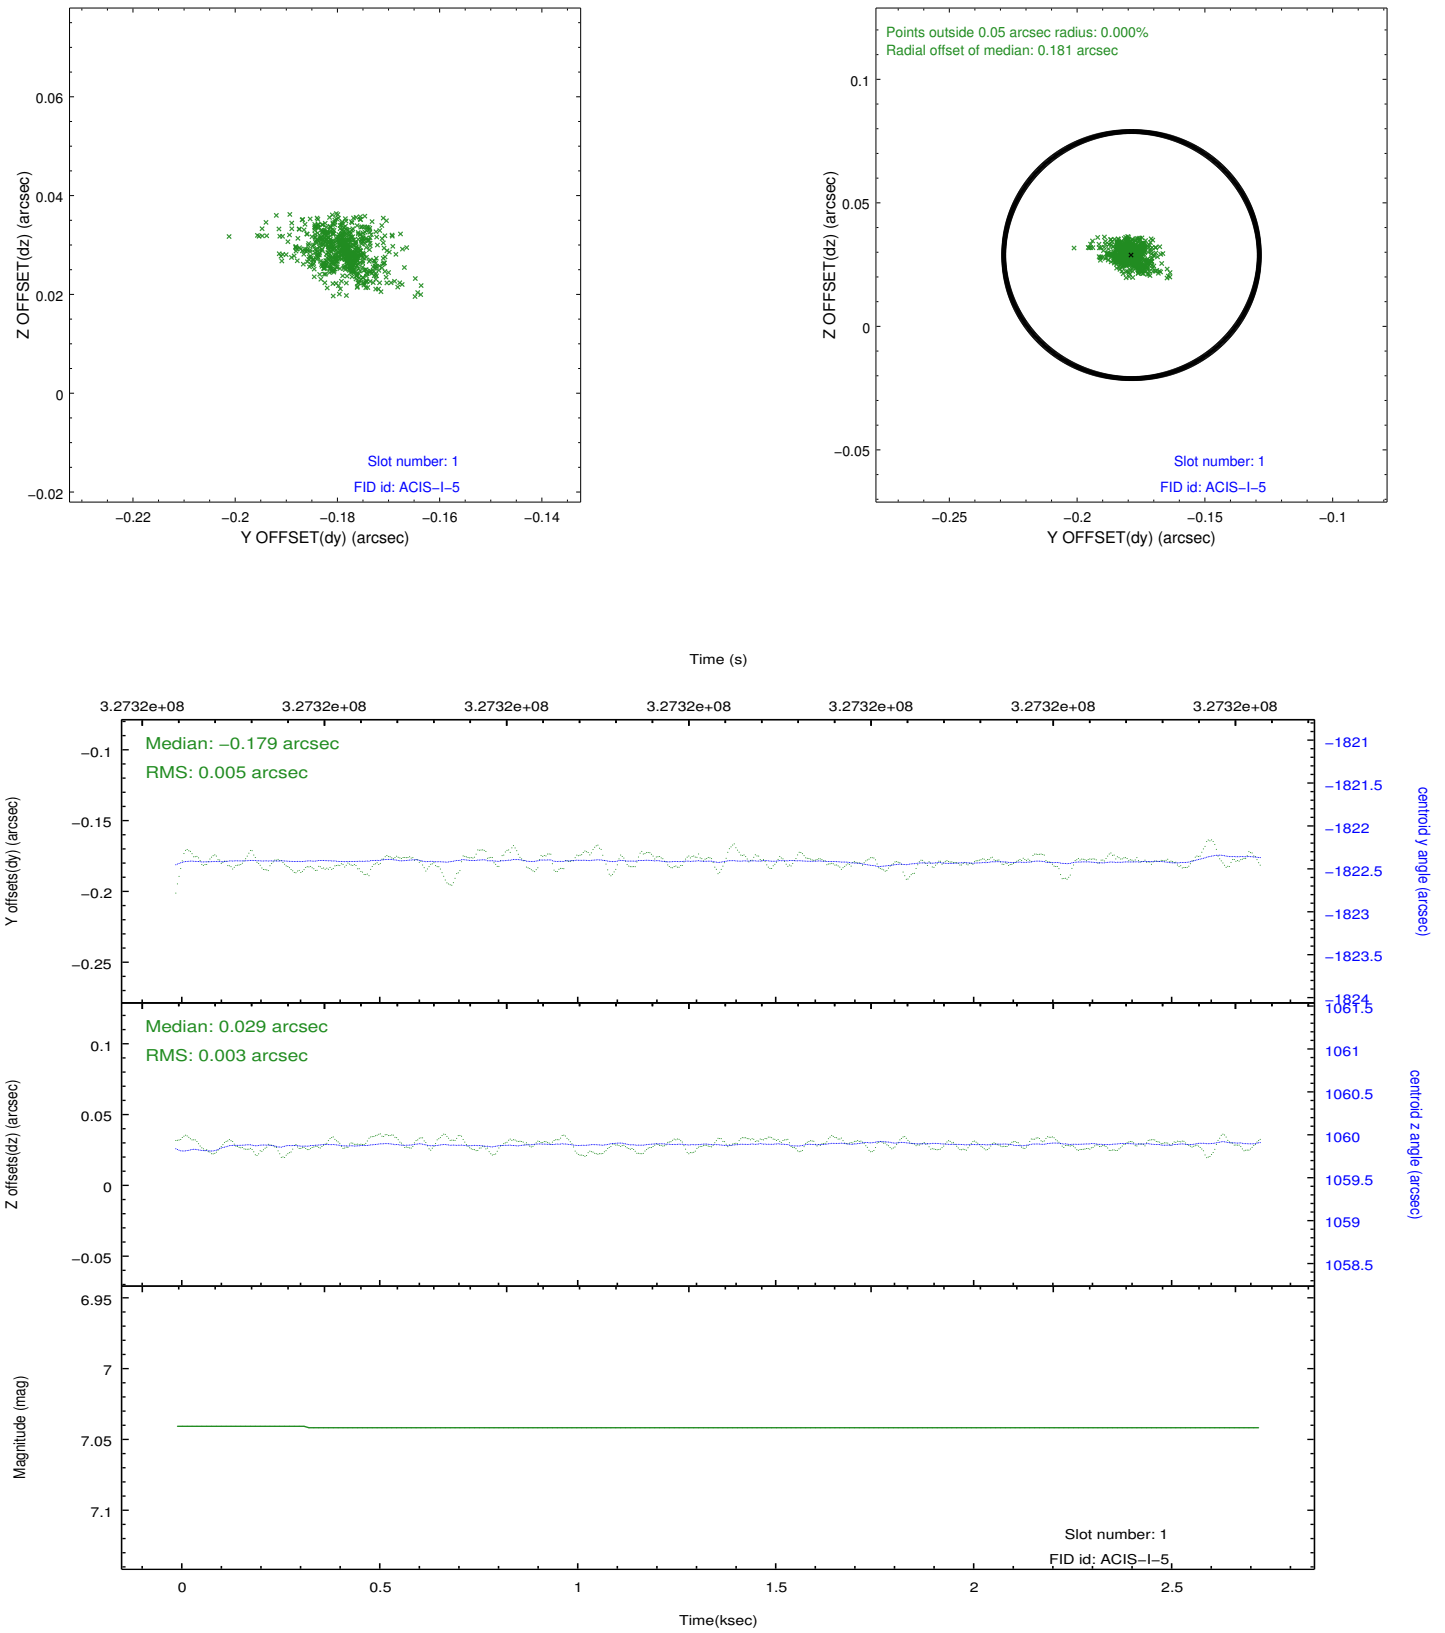 0.06
0.04
0.02
0
−0.02
−0.22
−0.2
−0.18
−0.16
−0.14
Z OFFSET(dz) (arcsec)
Y OFFSET(dy) (arcsec)
Slot number: 1
FID id: ACIS−I−5
Points outside 0.05 arcsec radius: 0.000%
Radial offset of median: 0.181 arcsec
0.1
0.05
0
−0.05
−0.25
−0.2
−0.15
−0.1
Z OFFSET(dz) (arcsec)
Y OFFSET(dy) (arcsec)
Slot number: 1
FID id: ACIS−I−5
Time (s)
3.2732e+08
3.2732e+08
3.2732e+08
3.2732e+08
3.2732e+08
3.2732e+08
3.2732e+08
Median: −0.179 arcsec
RMS: 0.005 arcsec
−0.1
−0.15
−0.2
−0.25
Y offsets(dy) (arcsec)
−1821
−1821.5
−1822
−1822.5
−1823
−1823.5
−1824
centroid y angle (arcsec)
Median: 0.029 arcsec
RMS: 0.003 arcsec
0.1
0.05
0
−0.05
Z offsets(dz) (arcsec)
1061.5
1061
1060.5
1060
1059.5
1059
1058.5
centroid z angle (arcsec)
6.95
7
7.05
7.1
Magnitude (mag)
Slot number: 1
FID id: ACIS−I−5
0
0.5
1
1.5
2
2.5
Time(ksec)